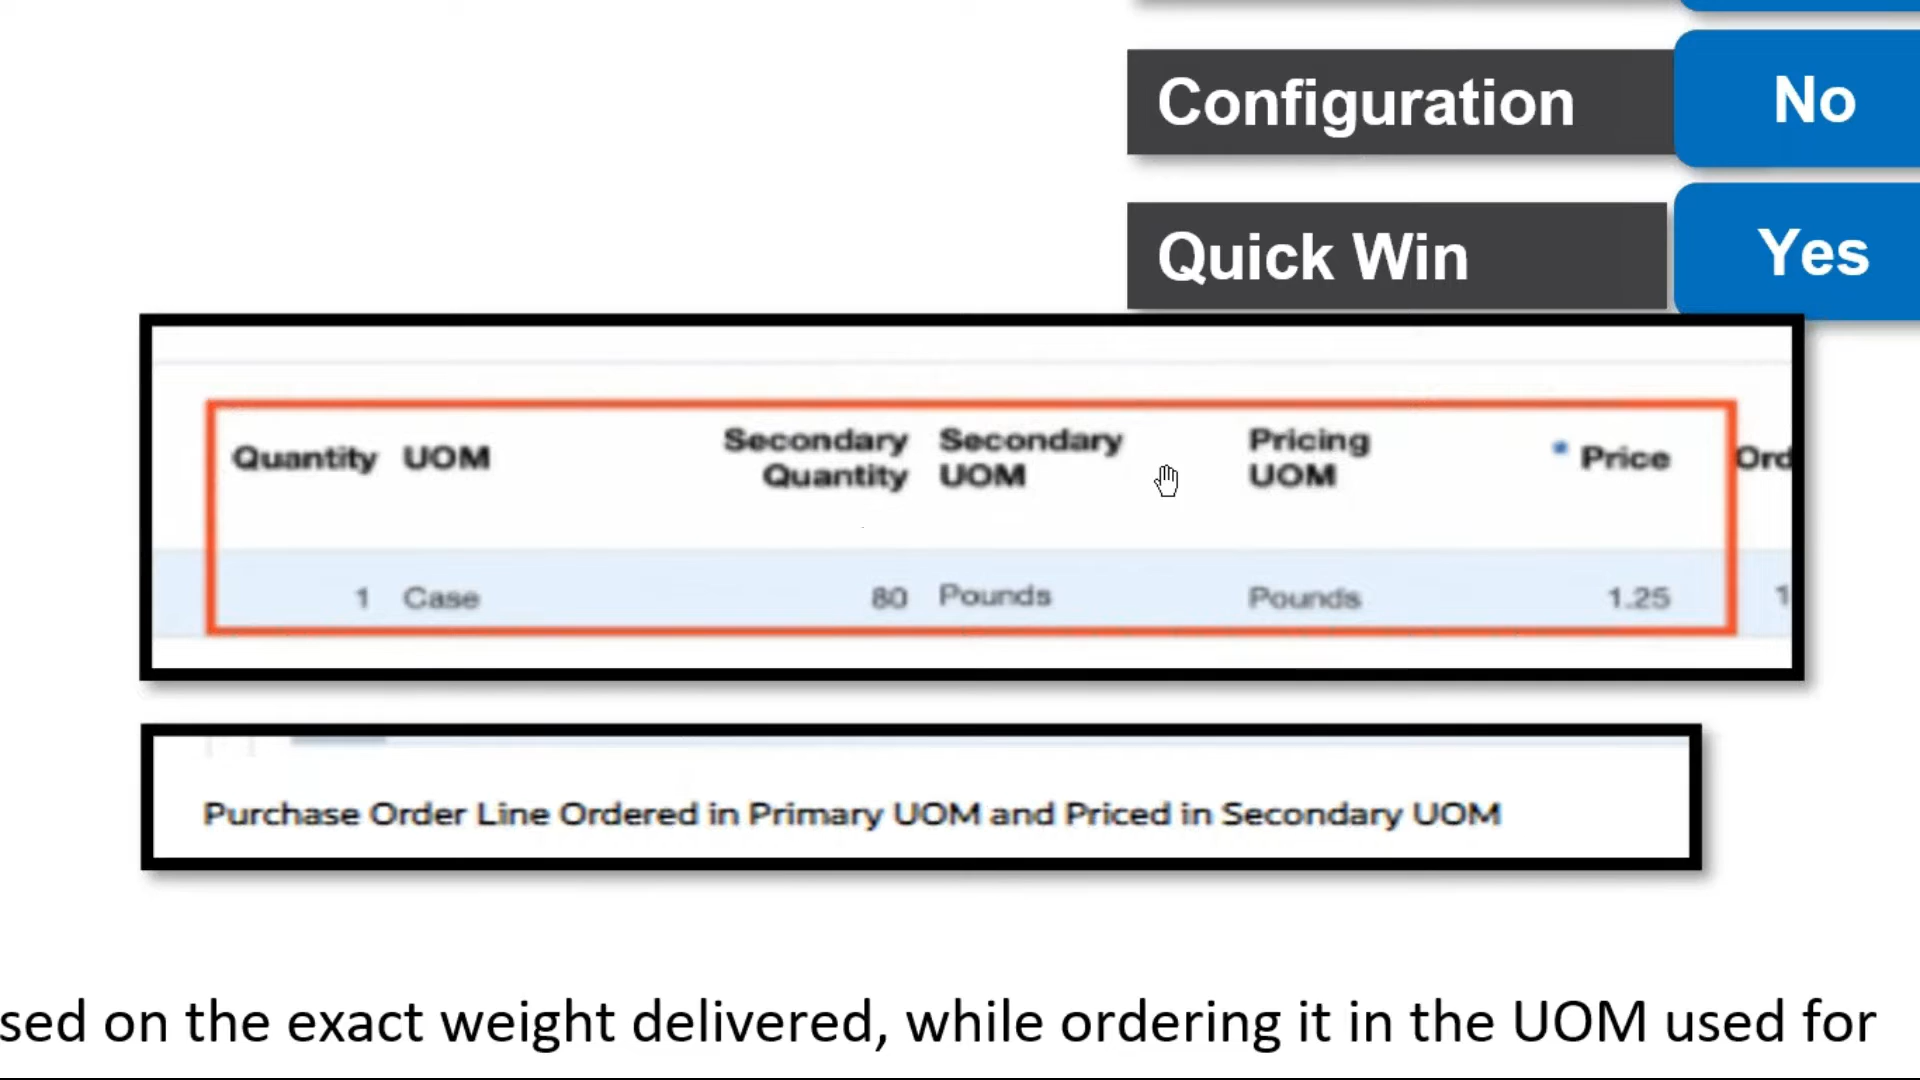 Configuration No
Quick Win Yes
Quantity UOM Secondary Quantity Secondary UOM Pricing UOM * Price Ord
1 Case 80 Pounds Pounds 1.25 1
Purchase Order Line Ordered in Primary UOM and Priced in Secondary UOM
sed on the exact weight delivered, while ordering it in the UOM used for